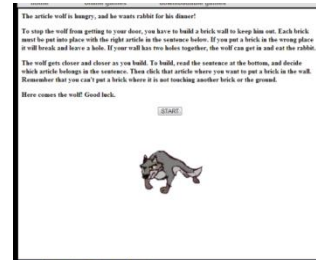 The article wolf is hungry, and he wants rabbit for his dinner!
To stop the wolf from getting to your door, you have to build a brick wall to keep him out. Each brick
must be put into place with the right article in the sentence below. If you put a brick in the wrong place
it will break and leave a hole. If your wall has two holes together, the wolf can get in and eat the rabbit.
The wolf gets closer and closer as you build. To build, read the sentence at the bottom, and decide
which article belongs in the sentence. Then click that article where you want to put a brick in the wall.
Remember that you can't put a brick where it is not touching another brick or the ground.
Here comes the wolf! Good luck.
START